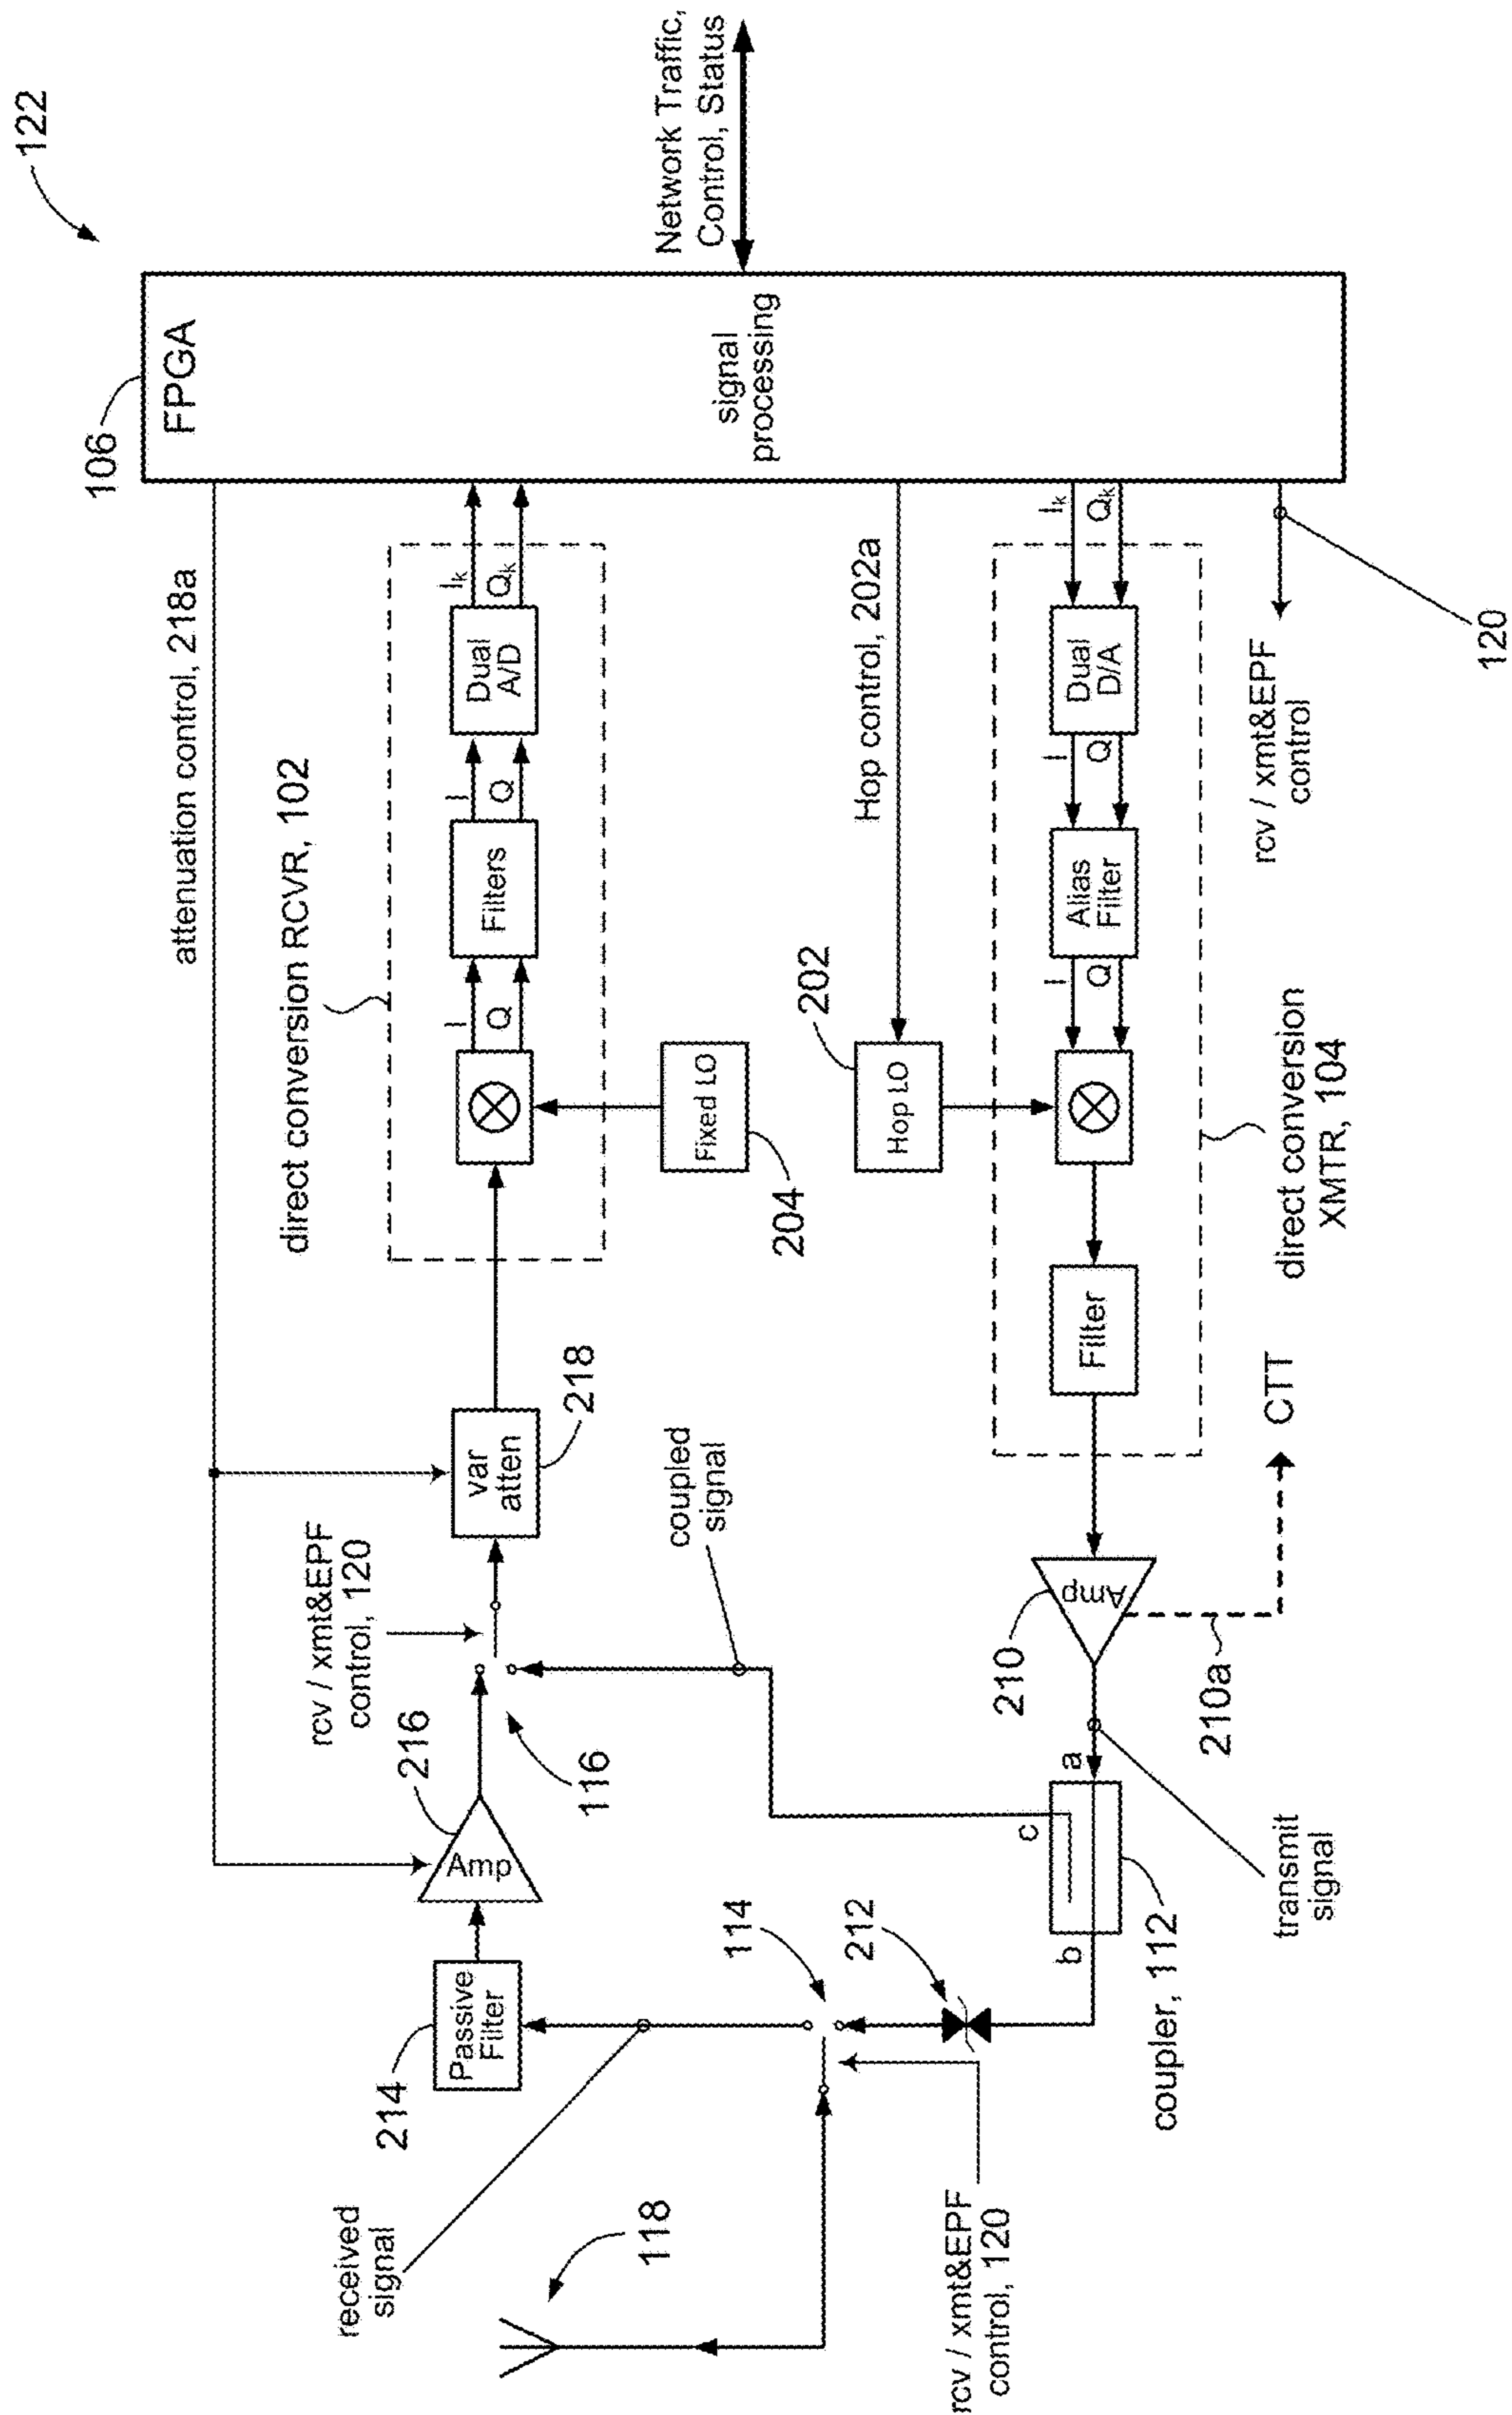 122
Network Traffic,
Control, Status
106
FPGA
signal
processing
attenuation control, 218a
direct conversion RCVR, 102
Ik
Qk
Dual
A/D
I
Q
Filters
I
Q
Fixed LO
204
Hop control, 202a
202
Hop LO
Ik
Qk
Dual
D/A
I
Q
Alias
Filter
I
Q
Filter
direct conversion
XMTR, 104
rcv / xmt&EPF
control
120
var
atten
218
rcv / xmt&EPF
control, 120
116
216
Amp
Passive
Filter
214
received
signal
118
114
212
rcv / xmt&EPF
control, 120
coupled
signal
Amp
210
210a
CTT
a
b
c
coupler, 112
transmit
signal